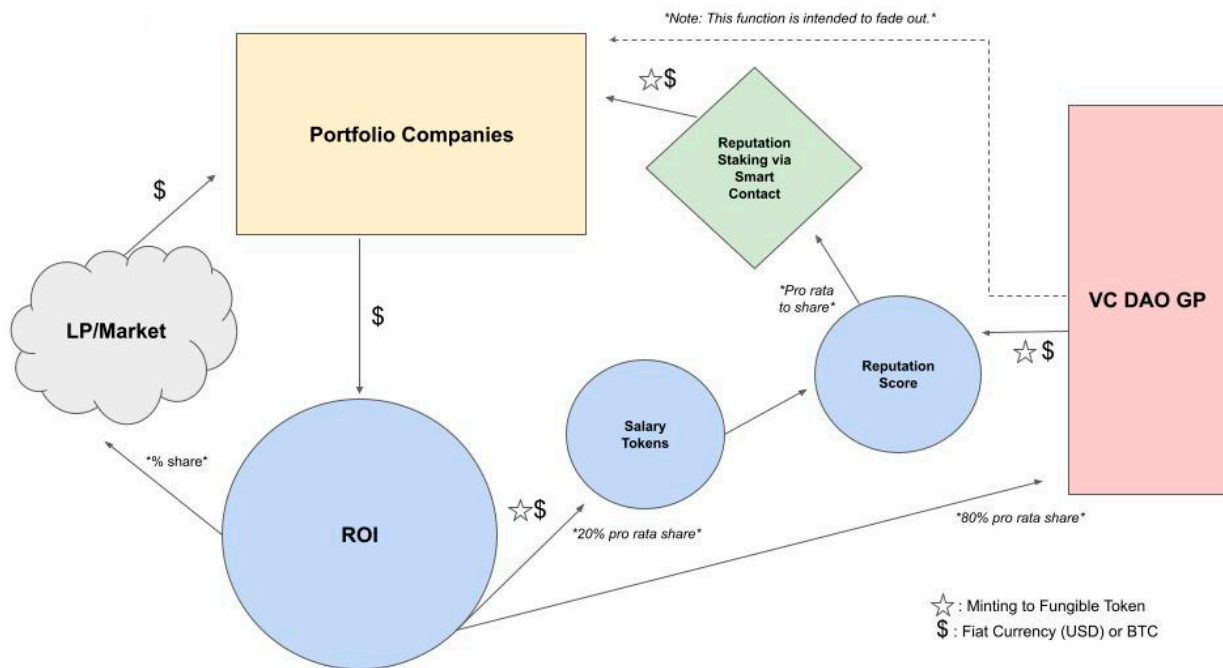 *Note: This function is intended to fade out.*
☆$
Portfolio Companies
Reputation
Staking via
Smart
Contact
$
*Pro rata
to share*
VC DAO GP
LP/Market
$
☆ $
Reputation
Score
Salary
Tokens
*% share*
☆$
ROI
*20% pro rata share*
*80% pro rata share*
☆ : Minting to Fungible Token
$ : Fiat Currency (USD) or BTC